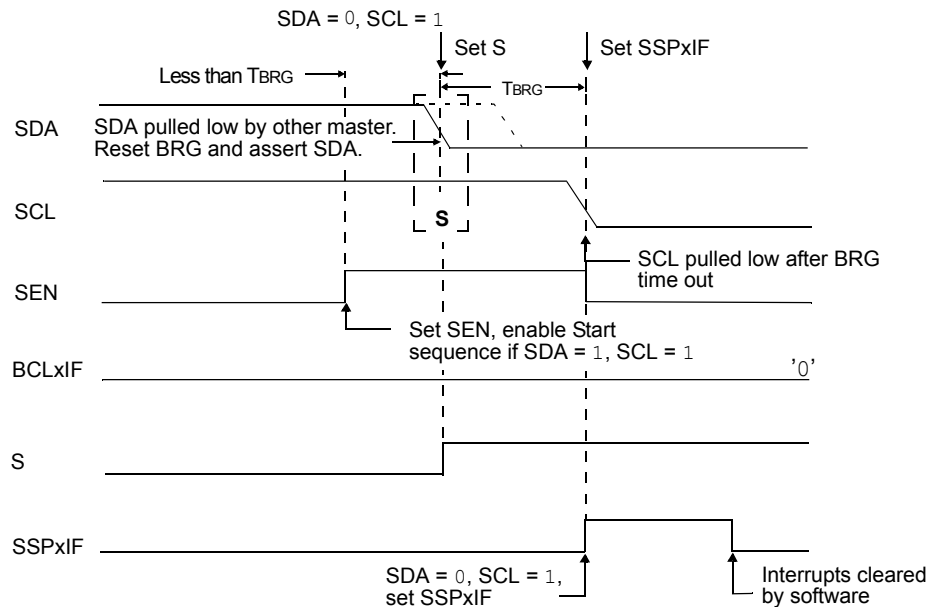 SDA = 0, SCL = 1
Set S
Set SSPxIF
Less than TBRG
TBRG
SDA
SDA pulled low by other master.
Reset BRG and assert SDA.
SCL
S
SCL pulled low after BRG
time out
SEN
Set SEN, enable Start
sequence if SDA = 1, SCL = 1
BCLxIF
'0'
S
SSPxIF
SDA = 0, SCL = 1,
set SSPxIF
Interrupts cleared
by software